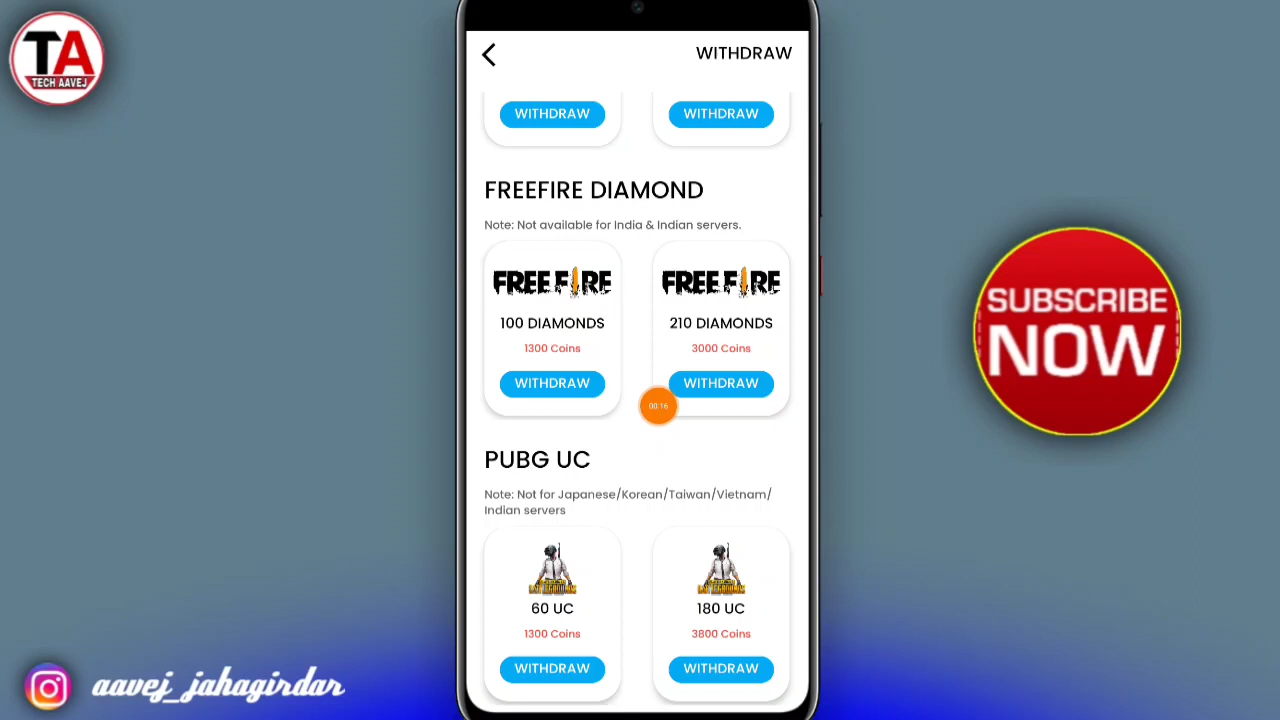 TA
TECH AAVEJ
WITHDRAW
WITHDRAW WITHDRAW
FREEFIRE DIAMOND
Note: Not available for India & Indian servers.
FREE FIRE FREE FIRE
100 DIAMONDS 210 DIAMONDS
1300 Coins 3000 Coins
WITHDRAW WITHDRAW
00:16
PUBG UC
Note: Not for Japanese/Korean/Taiwan/Vietnam/
Indian servers
60 UC 180 UC
1300 Coins 3800 Coins
WITHDRAW WITHDRAW
SUBSCRIBE
NOW
aavej_jahagirdar